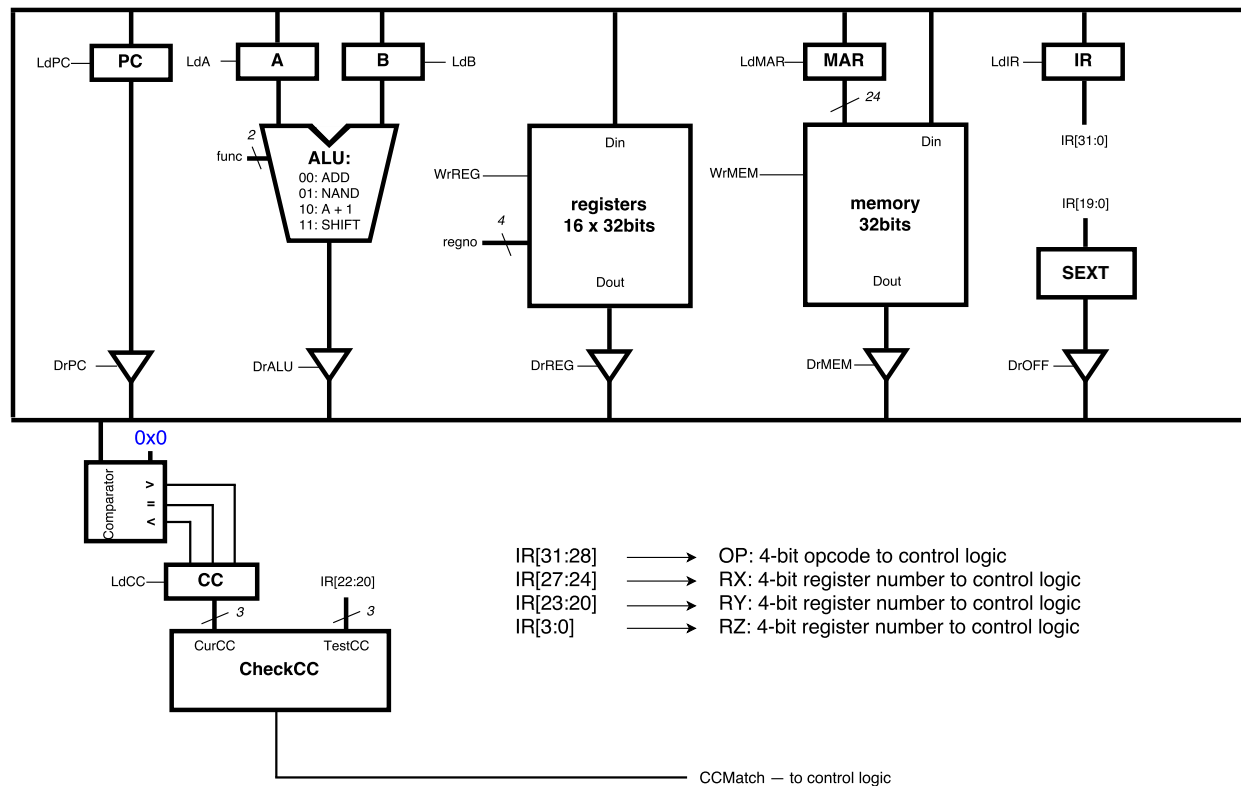 LdPC
PC
LdA
A
B
LdB
LdMAR
MAR
LdIR
IR
24
IR[31:0]
2
func
ALU:
00: ADD
01: NAND
10: A + 1
11: SHIFT
Din
WrREG
registers
16 x 32bits
4
regno
Dout
Din
WrMEM
memory
32bits
Dout
IR[19:0]
SEXT
DrPC
DrALU
DrREG
DrMEM
DrOFF
0x0
Comparator
>
=
<
LdCC
CC
3
IR[22:20]
3
CurCC
TestCC
CheckCC
CCMatch — to control logic
IR[31:28] OP: 4-bit opcode to control logic
IR[27:24] RX: 4-bit register number to control logic
IR[23:20] RY: 4-bit register number to control logic
IR[3:0] RZ: 4-bit register number to control logic